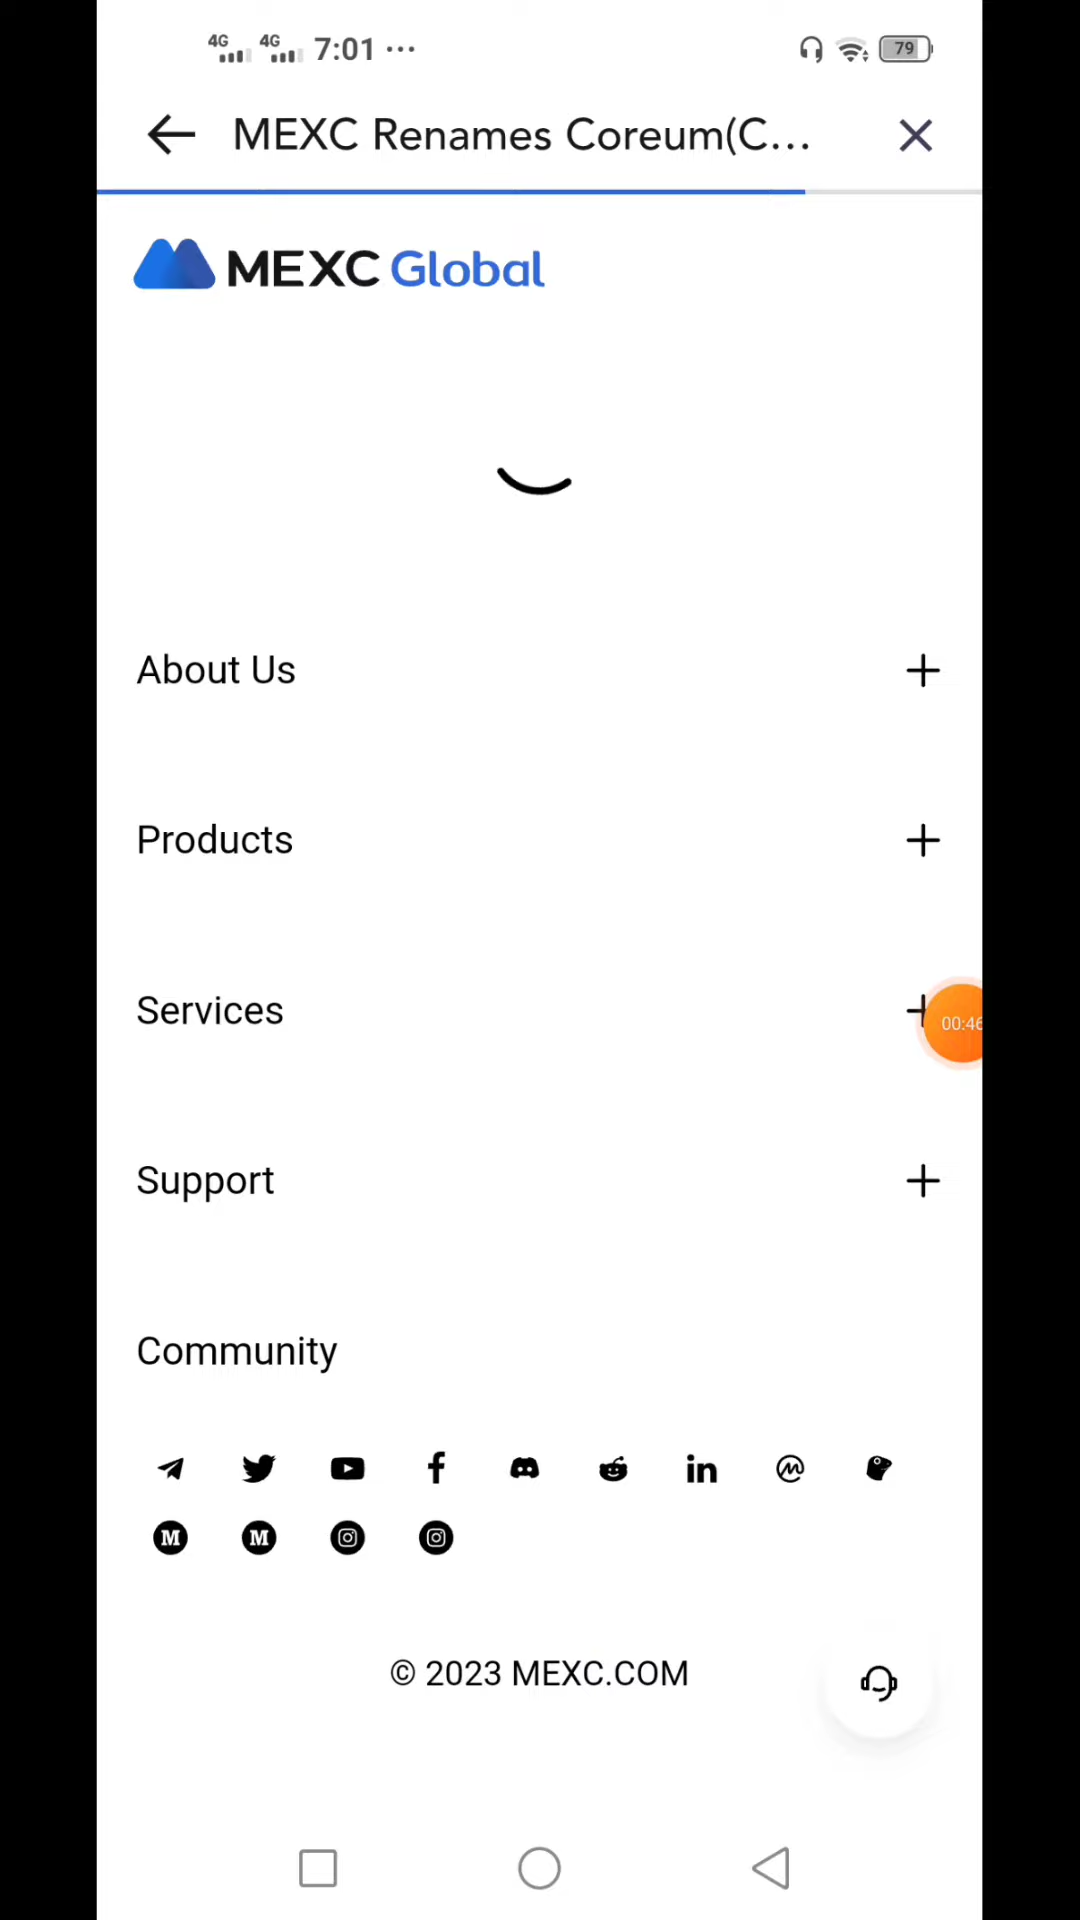 4G 4G 7:01 ... 79
MEXC Renames Coreum(C...
MEXC Global
About Us
Products
Services
00:46
Support
Community
© 2023 MEXC.COM